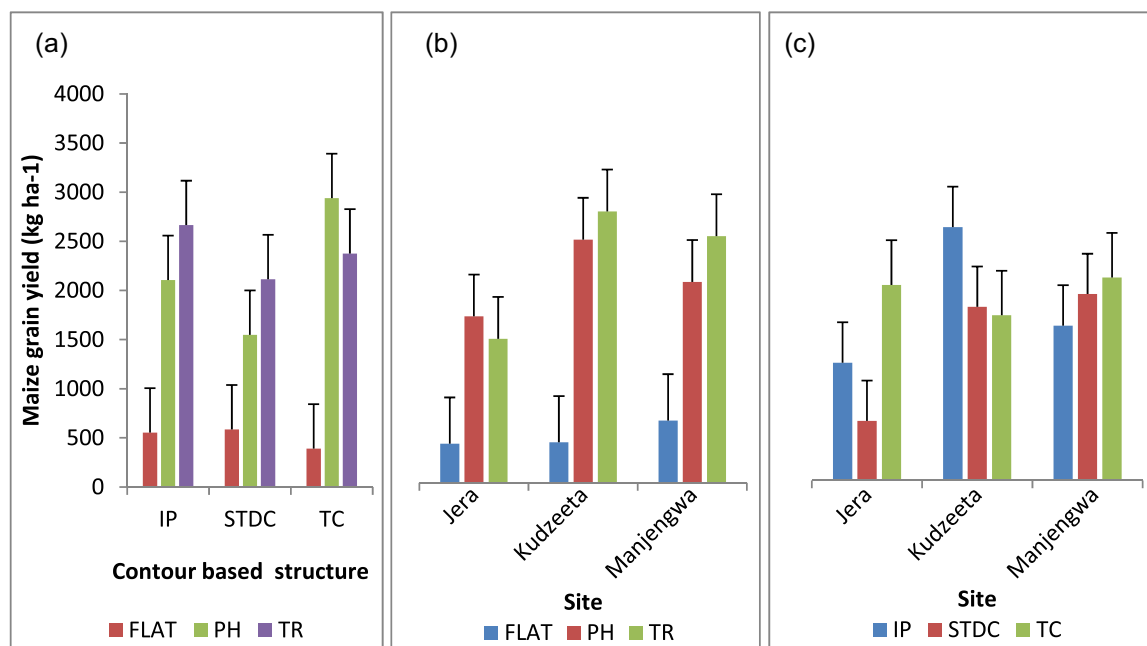 (a)
Maize grain yield (kg ha-1)
4000
3500
3000
2500
2000
1500
1000
500
0
IP STDC TC
Contour based structure
FLAT PH TR
(b)
Jera Kudzeeta Manjengwa
Site
FLAT PH TR
(c)
Jera Kudzeeta Manjengwa
Site
IP STDC TC